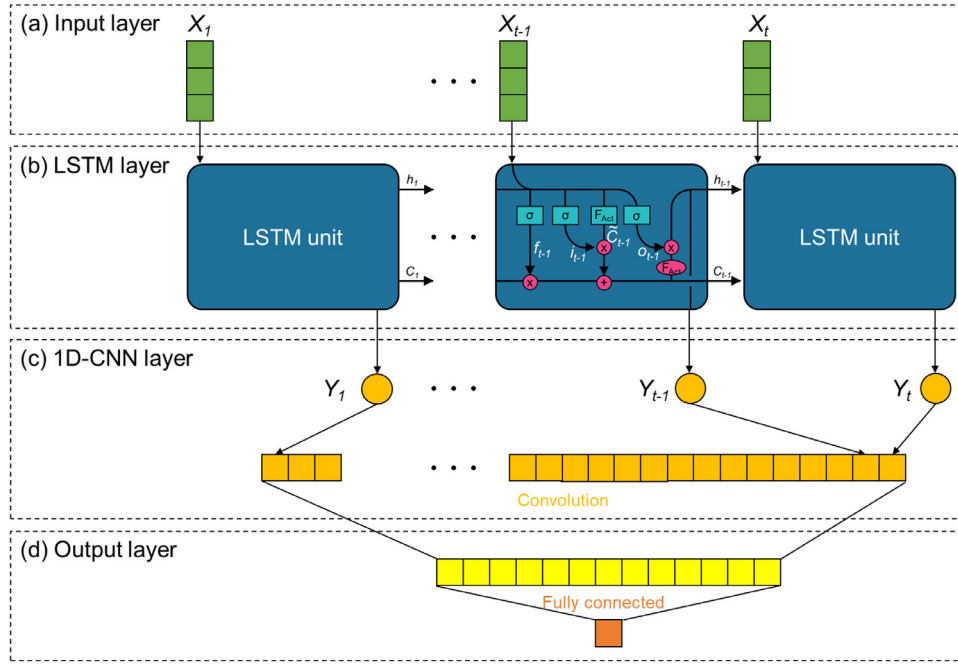 (a) Input layer
X1
Xt-1
Xt
. . .
(b) LSTM layer
LSTM unit
h1
C1
. . .
σ
σ
FAct
σ
ft-1
it-1
x
C̃t-1
ot-1
x
FAct
x
+
ht-1
Ct-1
LSTM unit
(c) 1D-CNN layer
Y1
. . .
Yt-1
Yt
. . .
Convolution
(d) Output layer
Fully connected